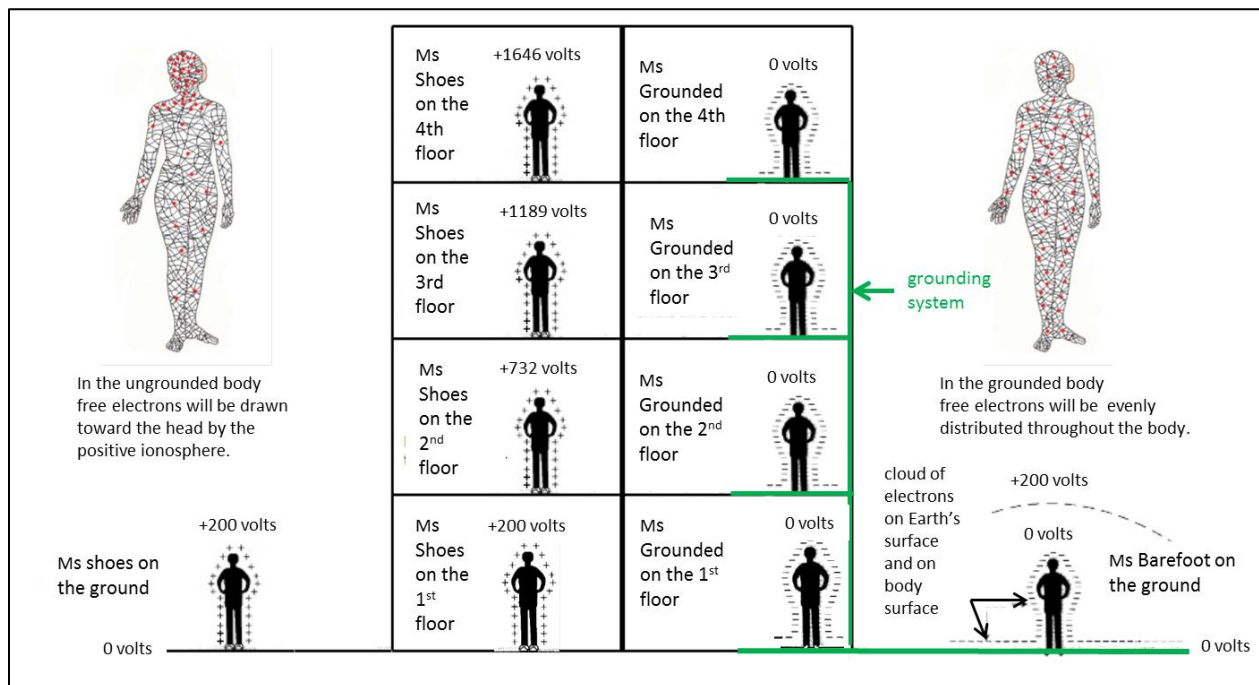 Ms
Shoes
on the
4th
floor
+1646 volts
Ms
Grounded
on the 4th
floor
0 volts
Ms
Shoes
on the
3rd
floor
+1189 volts
Ms
Grounded
on the 3rd
floor
0 volts
grounding
system
Ms
Shoes
on the
2nd
floor
+732 volts
Ms
Grounded
on the 2nd
floor
0 volts
In the ungrounded body
free electrons will be drawn
toward the head by the
positive ionosphere.
In the grounded body
free electrons will be evenly
distributed throughout the body.
+200 volts
Ms shoes on
the ground
0 volts
Ms
Shoes
on the
1st
floor
+200 volts
Ms
Grounded
on the 1st
floor
0 volts
cloud of
electrons
on Earth's
surface
and on
body
surface
+200 volts
0 volts
Ms Barefoot on
the ground
0 volts